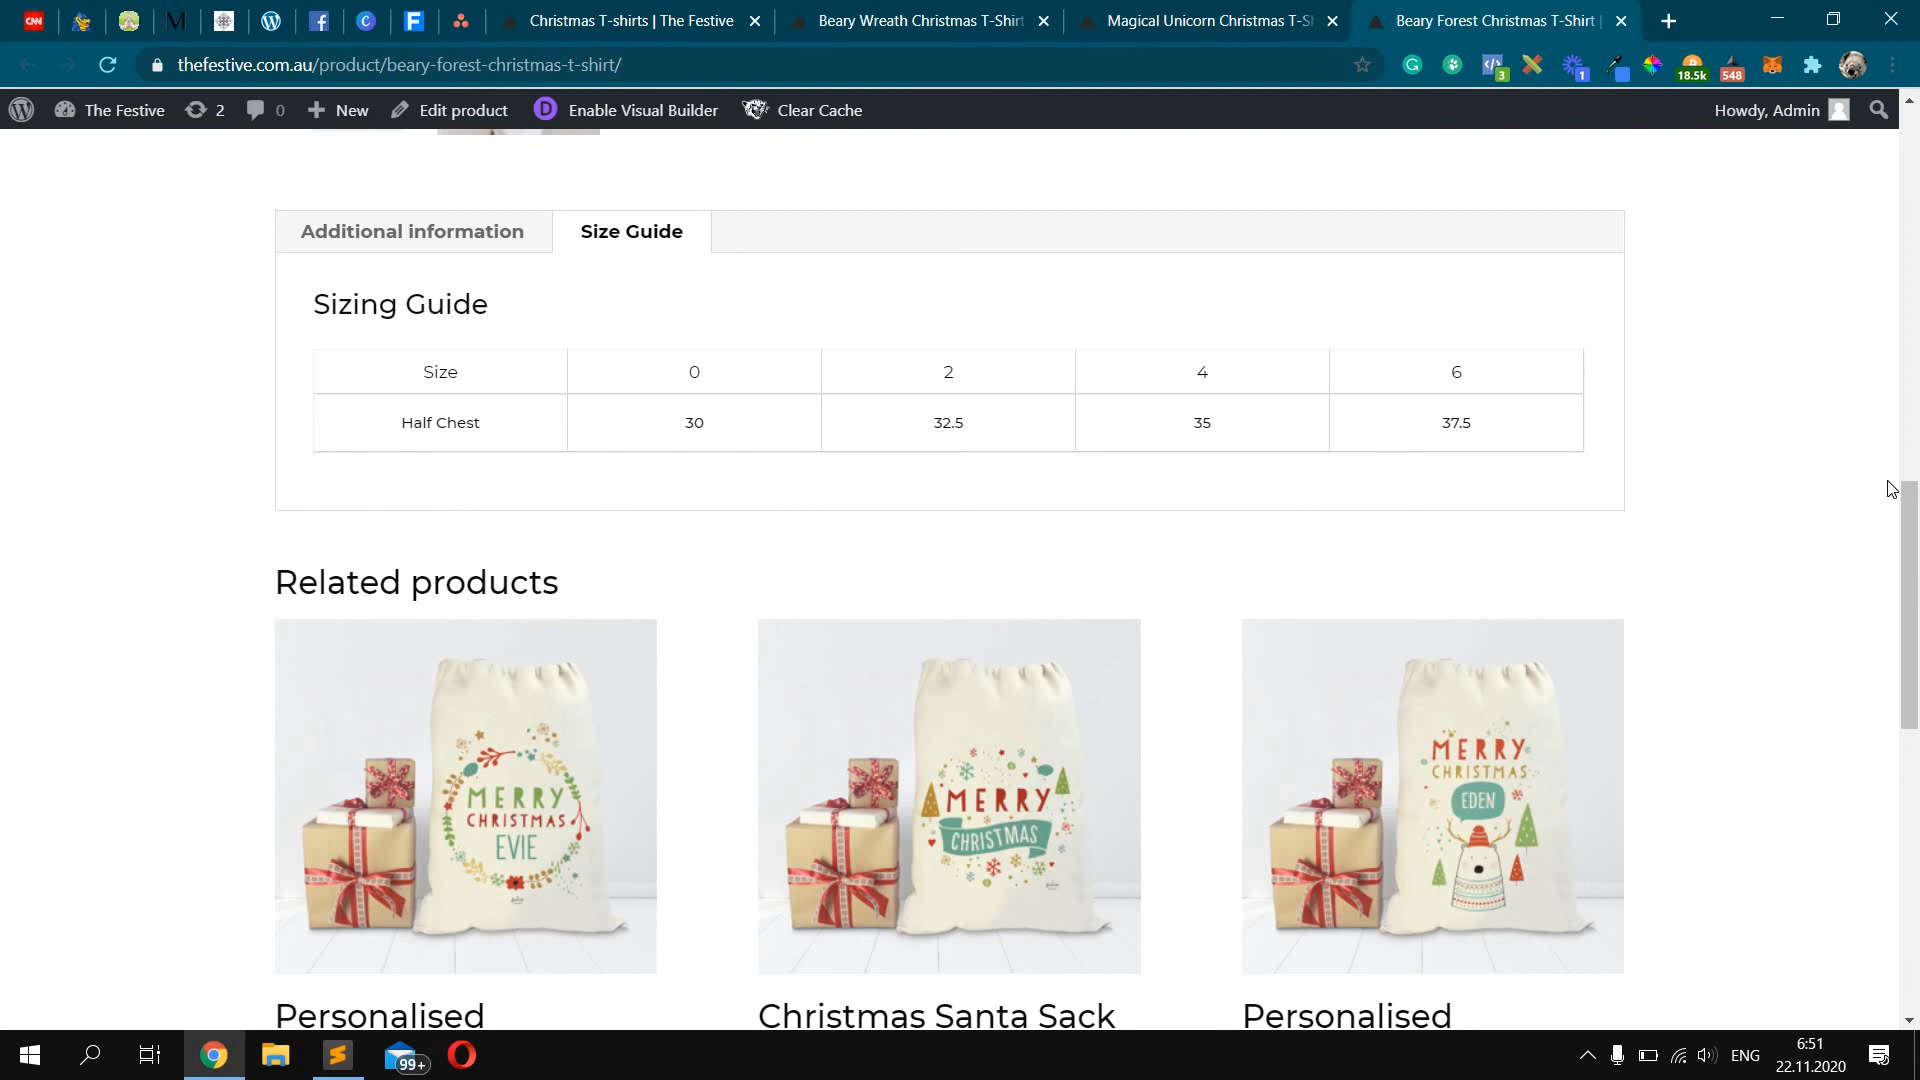 CNN
Christmas T-shirts | The Festive
Beary Wreath Christmas T-Shirt
Magical Unicorn Christmas T-S
Beary Forest Christmas T-Shirt |
thefestive.com.au/product/beary-forest-christmas-t-shirt/
3
1
18.5k
548
The Festive
2
0
New
Edit product
D
Enable Visual Builder
Clear Cache
Howdy, Admin
Additional information
Size Guide
Sizing Guide
Size 0 2 4 6
Half Chest 30 32.5 35 37.5
Related products
MERRY
CHRISTMAS
EVIE
MERRY
CHRISTMAS
MERRY
CHRISTMAS
EDEN
Personalised
Christmas Santa Sack
Personalised
99+
ENG
6:51
22.11.2020